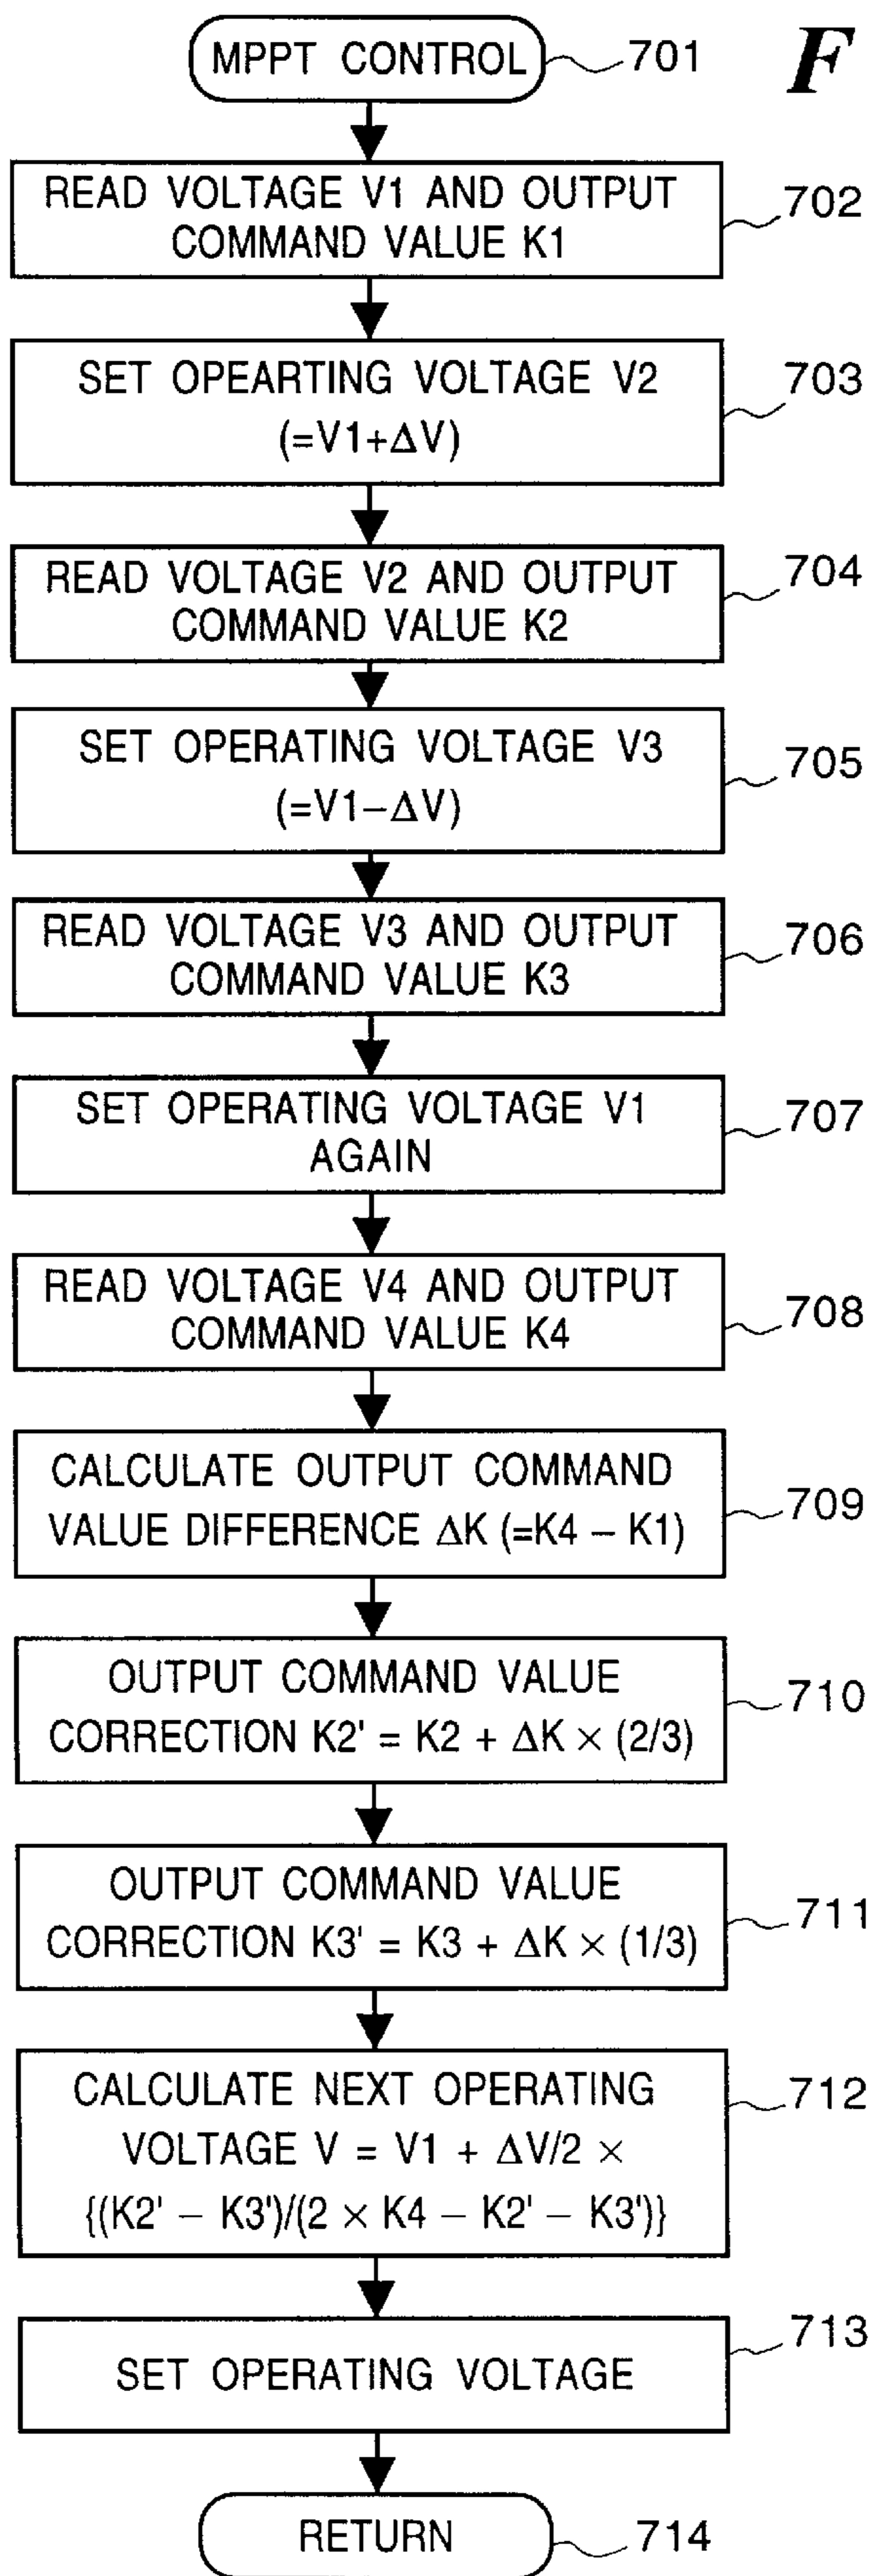 MPPT CONTROL
701
F
READ VOLTAGE V1 AND OUTPUT
COMMAND VALUE K1
702
SET OPEARTING VOLTAGE V2
(=V1+ΔV)
703
READ VOLTAGE V2 AND OUTPUT
COMMAND VALUE K2
704
SET OPERATING VOLTAGE V3
(=V1−ΔV)
705
READ VOLTAGE V3 AND OUTPUT
COMMAND VALUE K3
706
SET OPERATING VOLTAGE V1
AGAIN
707
READ VOLTAGE V4 AND OUTPUT
COMMAND VALUE K4
708
CALCULATE OUTPUT COMMAND
VALUE DIFFERENCE ΔK (=K4 − K1)
709
OUTPUT COMMAND VALUE
CORRECTION K2' = K2 + ΔK × (2/3)
710
OUTPUT COMMAND VALUE
CORRECTION K3' = K3 + ΔK × (1/3)
711
CALCULATE NEXT OPERATING
VOLTAGE V = V1 + ΔV/2 ×
{(K2' − K3')/(2 × K4 − K2' − K3')}
712
SET OPERATING VOLTAGE
713
RETURN
714